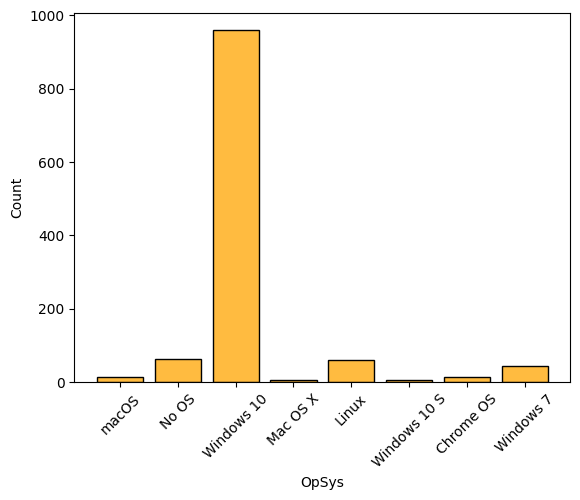 1000
800
600
400
200
0
Count
macOS
No OS
Windows 10
Mac OS X
Linux
Windows 10 S
Chrome OS
Windows 7
OpSys